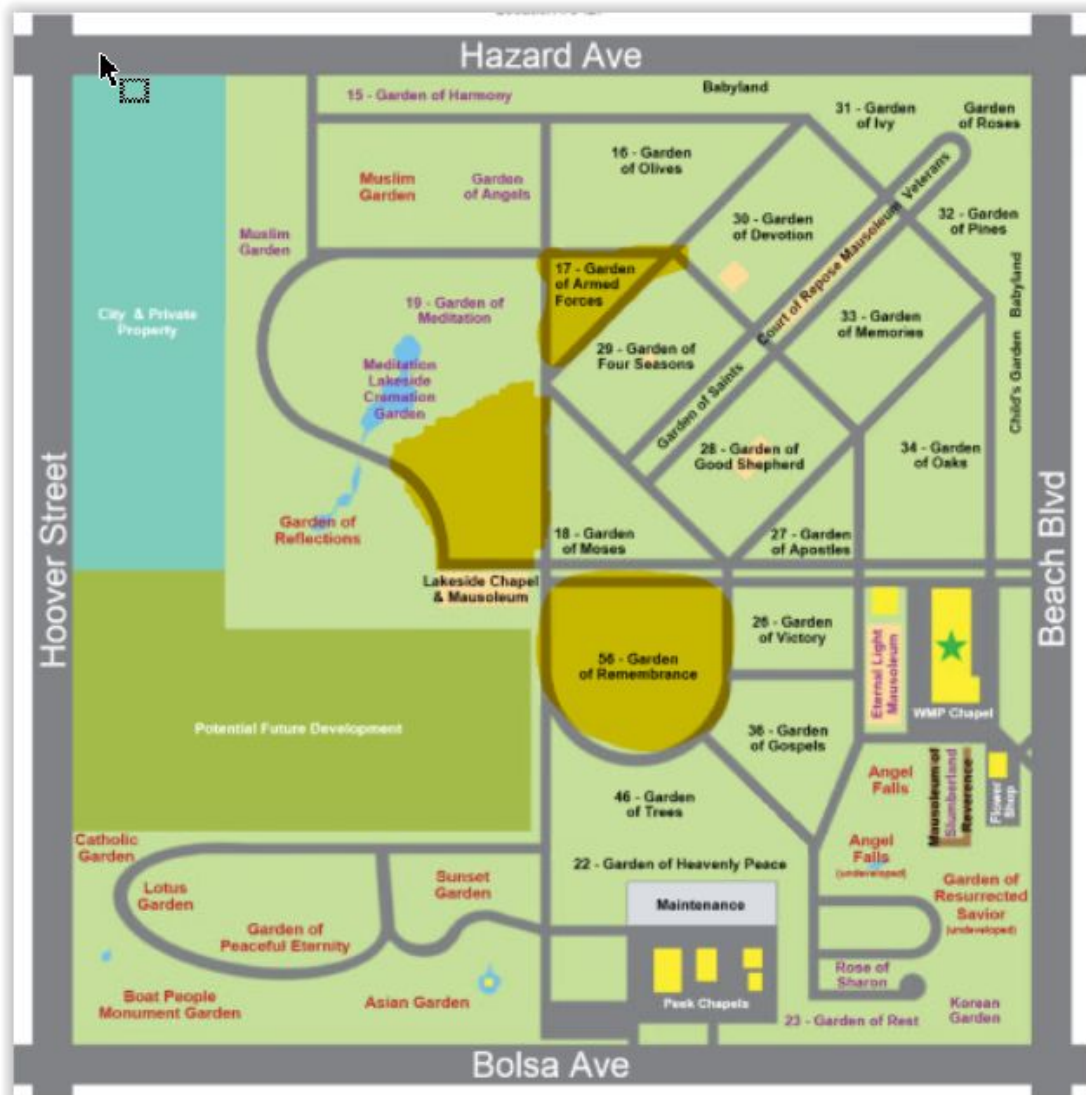 Hazard Ave
15 - Garden of Harmony
Babyland
31 - Garden
of Ivy
Garden
of Roses
16 - Garden
of Olives
Muslim
Garden
Garden
of Angels
Veterans
30 - Garden
of Devotion
32 - Garden
of Pines
Muslim
Garden
17 - Garden
of Armed
Forces
Court of Repose Mausoleum
Child's Garden Babyland
City & Private
Property
19 - Garden of
Meditation
33 - Garden
of Memories
29 - Garden of
Four Seasons
Meditation
Lakeside
Cremation
Garden
Garden of Saints
28 - Garden of
Good Shepherd
34 - Garden
of Oaks
Garden of
Reflections
18 - Garden
of Moses
27 - Garden
of Apostles
Hoover Street
Beach Blvd
Lakeside Chapel
& Mausoleum
26 - Garden
of Victory
56 - Garden
of Remembrance
Eternal Light
Mausoleum
WMP Chapel
Potential Future Development
36 - Garden
of Gospels
Angel
Falls
Mausoleum of
Slumberland
Reverence
Flower
Shop
46 - Garden
of Trees
Catholic
Garden
Angel
Falls
(undeveloped)
22 - Garden of Heavenly Peace
Lotus
Garden
Sunset
Garden
Garden of
Resurrected
Savior
(undeveloped)
Maintenance
Garden of
Peaceful Eternity
Rose of
Sharon
Boat People
Monument Garden
Asian Garden
Peek Chapels
23 - Garden of Rest
Korean
Garden
Bolsa Ave